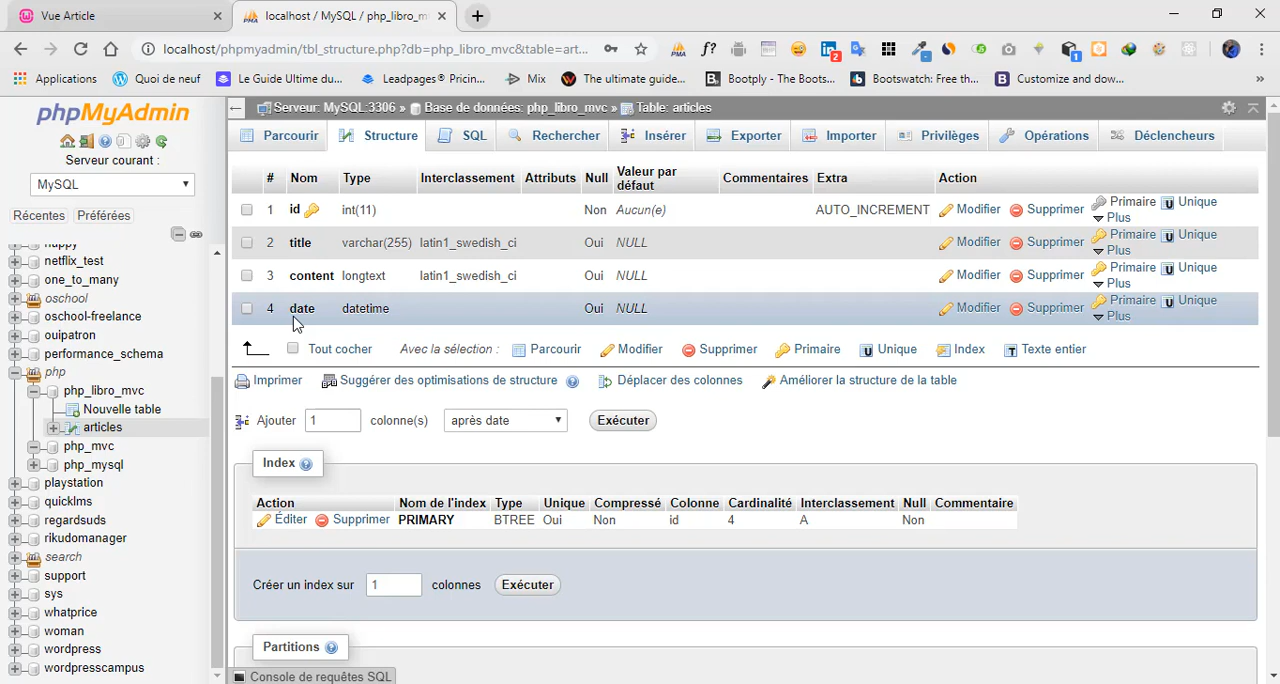 Vue Article
localhost / MySQL / php_libro_m
localhost/phpmyadmin/tbl_structure.php?db=php_libro_mvc&table=art...
Applications
Quoi de neuf
Le Guide Ultime du...
Leadpages® Princin...
Mix
The ultimate guide...
Bootply - The Boos...
Bootswatch: Free th...
Customize and dow...
»
phpMyAdmin
Serveur courant :
MySQL
Récentes
Préférées
happy
netflix_test
one_to_many
oschool
oschool-freelance
ouipatron
performance_schema
php
php_libro_mvc
Nouvelle table
articles
php_mvc
php_mysql
playstation
quicklms
regardsuds
rikudomanager
search
support
sys
whatprice
woman
wordpress
wordpresscampus
Serveur: MySQL:3306 » Base de données: php_libro_mvc » Table: articles
Parcourir Structure SQL Rechercher Insérer Exporter Importer Privilèges Opérations Déclencheurs
# Nom Type Interclassement Attributs Null Valeur par défaut Commentaires Extra Action
1 id int(11) Non Aucun(e) AUTO_INCREMENT Modifier Supprimer Primaire Unique Plus
2 title varchar(255) latin1_swedish_ci Oui NULL Modifier Supprimer Primaire Unique Plus
3 content longtext latin1_swedish_ci Oui NULL Modifier Supprimer Primaire Unique Plus
4 date datetime Oui NULL Modifier Supprimer Primaire Unique Plus
Tout cocher Avec la sélection : Parcourir Modifier Supprimer Primaire Unique Index Texte entier
Imprimer Suggérer des optimisations de structure Déplacer des colonnes Améliorer la structure de la table
Ajouter 1 colonne(s) après date Exécuter
Index
Action Nom de l'index Type Unique Compressé Colonne Cardinalité Interclassement Null Commentaire
Éditer Supprimer PRIMARY BTREE Oui Non id 4 A Non
Créer un index sur 1 colonnes Exécuter
Partitions
Console de requêtes SQL